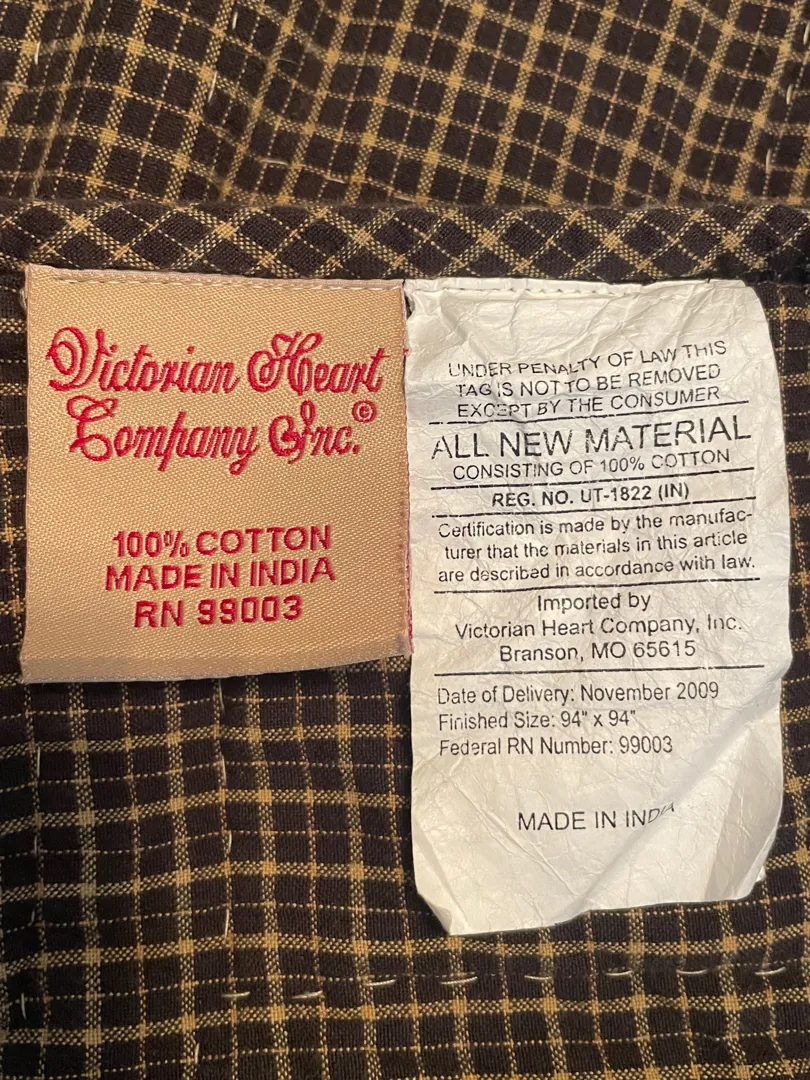 Victorian Heart
Company Inc.©
100% COTTON
MADE IN INDIA
RN 99003
UNDER PENALTY OF LAW THIS
TAG IS NOT TO BE REMOVED
EXCEPT BY THE CONSUMER
ALL NEW MATERIAL
CONSISTING OF 100% COTTON
REG. NO. UT-1822 (IN)
Certification is made by the manufac-
turer that the materials in this article
are described in accordance with law.
Imported by
Victorian Heart Company, Inc.
Branson, MO 65615
Date of Delivery: November 2009
Finished Size: 94" x 94"
Federal RN Number: 99003
MADE IN INDIA